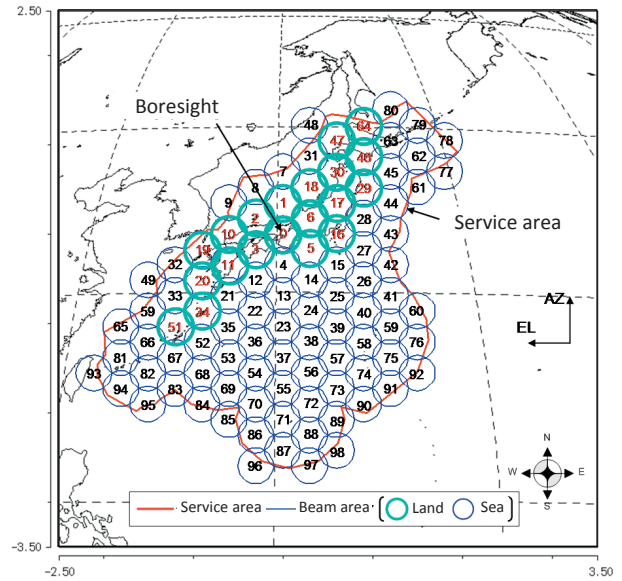 2.50
80
Boresight
48 64 79
47 63 78
31 46 62
7 30 45 77
8 18 29 61
9 1 17 44
Service area
2 6 28
10 0 16 43
19 3 5 27
32 11 4 15 42
49 20 12 14 26
33 21 13 25 41
AZ
59 34 22 24 40 60
65 51 35 23 39 59
EL
66 52 36 38 58 76
81 67 53 37 57 75
93 82 68 54 56 74 92
94 83 69 55 73 91
95 84 70 72 90
85 71 89
86 88
N
87 98
96 97
W E
S
Service area Beam area Land Sea
-3.50
-2.50 3.50